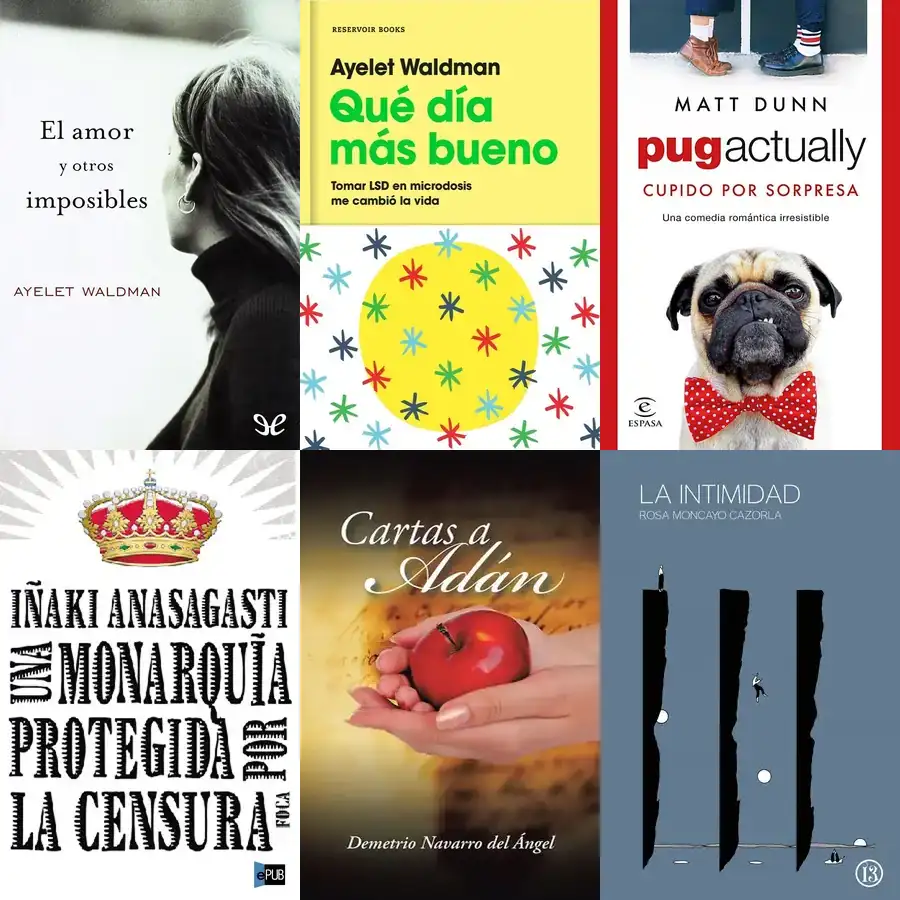 El amor
y otros
imposibles
AYELET WALDMAN
RESERVOIR BOOKS
Ayelet Waldman
Qué día
más bueno
Tomar LSD en microdosis
me cambió la vida
MATT DUNN
pugactually
CUPIDO POR SORPRESA
Una comedia romántica irresistible
ESPASA
IÑAKI ANASAGASTI
UNA
MONARQUÍA
PROTEGIDA
POR
LA CENSURA
FOCA
ePUB
Cartas a
Adán
Demetrio Navarro del Ángel
LA INTIMIDAD
ROSA MONCAYO CAZORLA
13